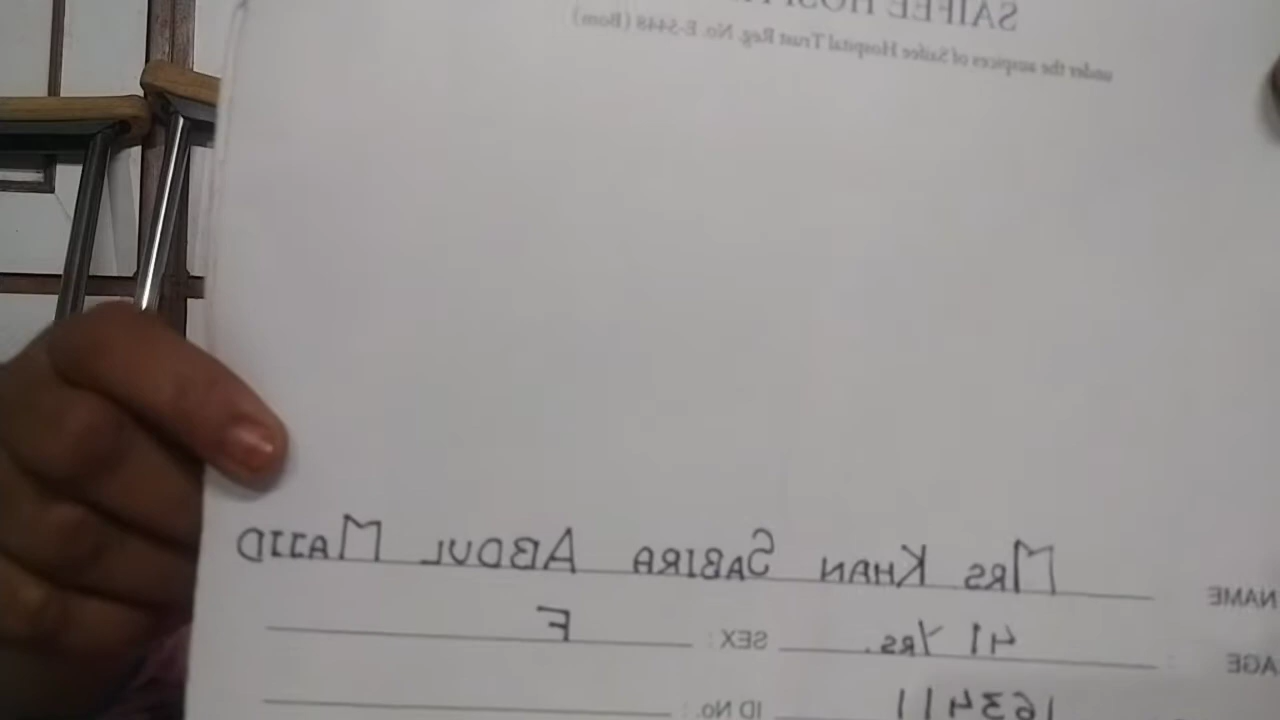 SAIFEE
under the auspices of Saifee Hospital Trust Reg. No. E-5448 (Bom)
NAME Mrs KHAN SABIRA ABDUL MAJID
AGE 41 Yrs. SEX : F
163411 ID No :